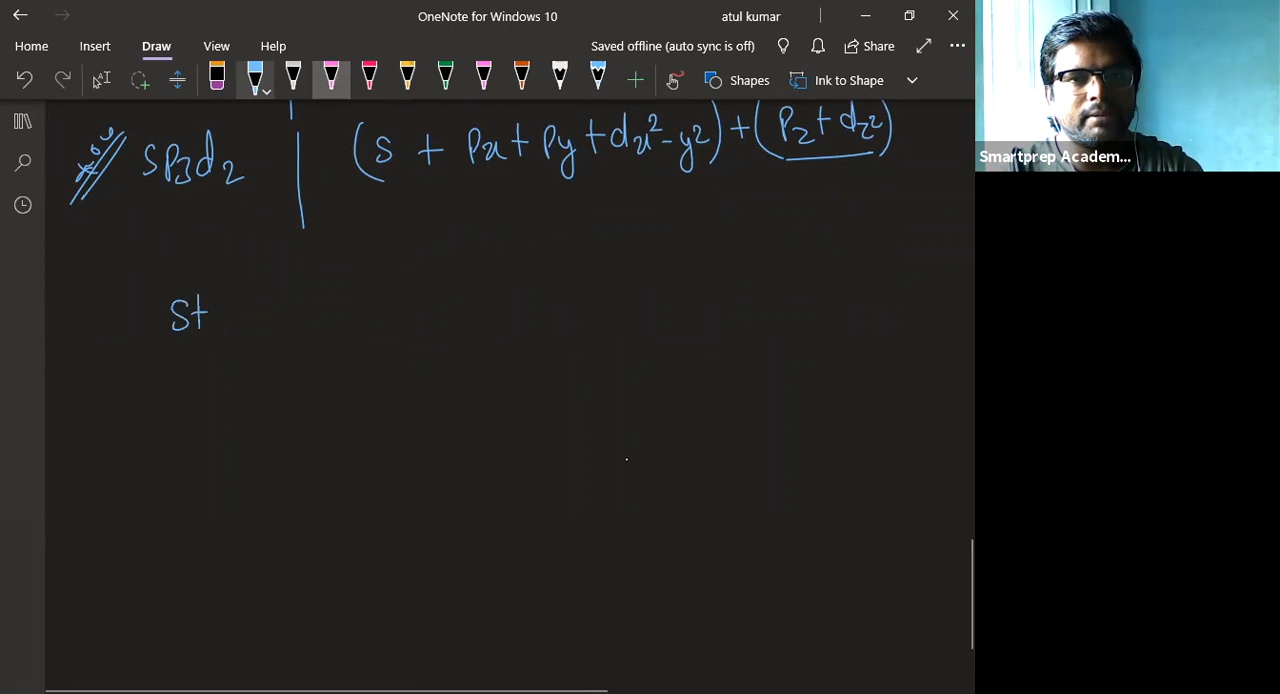 OneNote for Windows 10
atul kumar
Home Insert Draw View Help
Saved offline (auto sync is off)
Share
Shapes
Ink to Shape
sp3d2 (s + px + py + dx²-y²) + (pz + dz²)
Smartprep Academ...
St